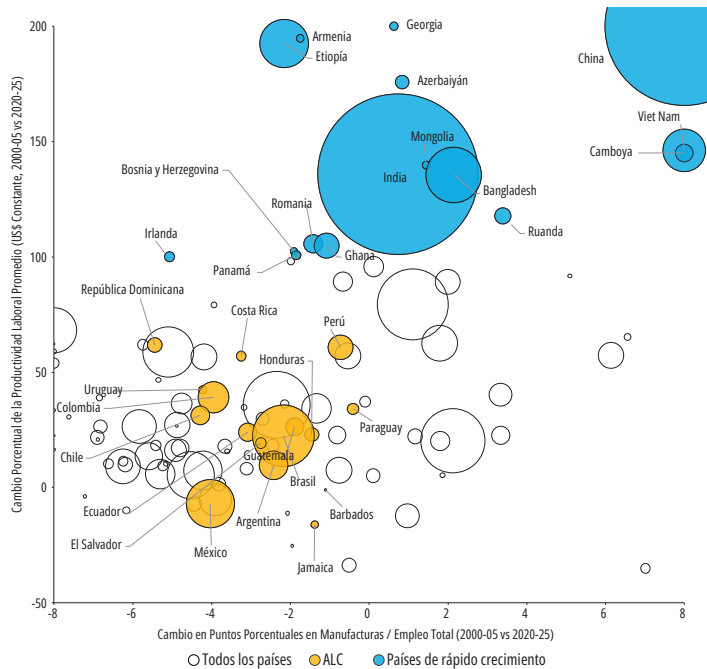 200
150
100
50
0
-50
-8
-6
-4
-2
0
2
4
6
8
Cambio Porcentual de la Productividad Laboral Promedio (US$ Constante, 2000-05 vs 2020-25)
Armenia
Georgia
Etiopía
China
Azerbaiyán
Viet Nam
Mongolia
Camboya
Bosnia y Herzegovina
India
Bangladesh
Romania
Irlanda
Ruanda
Ghana
Panamá
República Dominicana
Costa Rica
Perú
Honduras
Uruguay
Colombia
Paraguay
Chile
Guatemala
Brasil
Ecuador
Barbados
Argentina
El Salvador
México
Jamaica
Cambio en Puntos Porcentuales en Manufacturas / Empleo Total (2000-05 vs 2020-25)
Todos los países
ALC
Países de rápido crecimiento